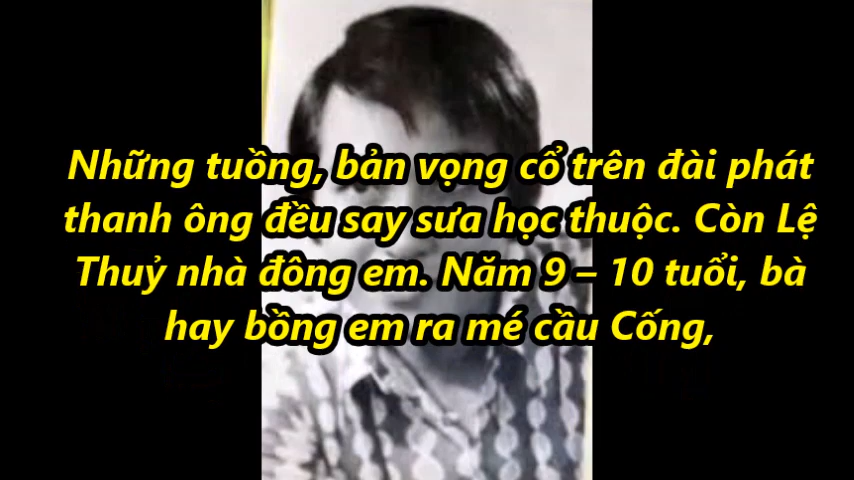 Những tuồng, bản vọng cổ trên đài phát
thanh ông đều say sưa học thuộc. Còn Lệ
Thuỷ nhà đông em. Năm 9 – 10 tuổi, bà
hay bồng em ra mé cầu Cống,